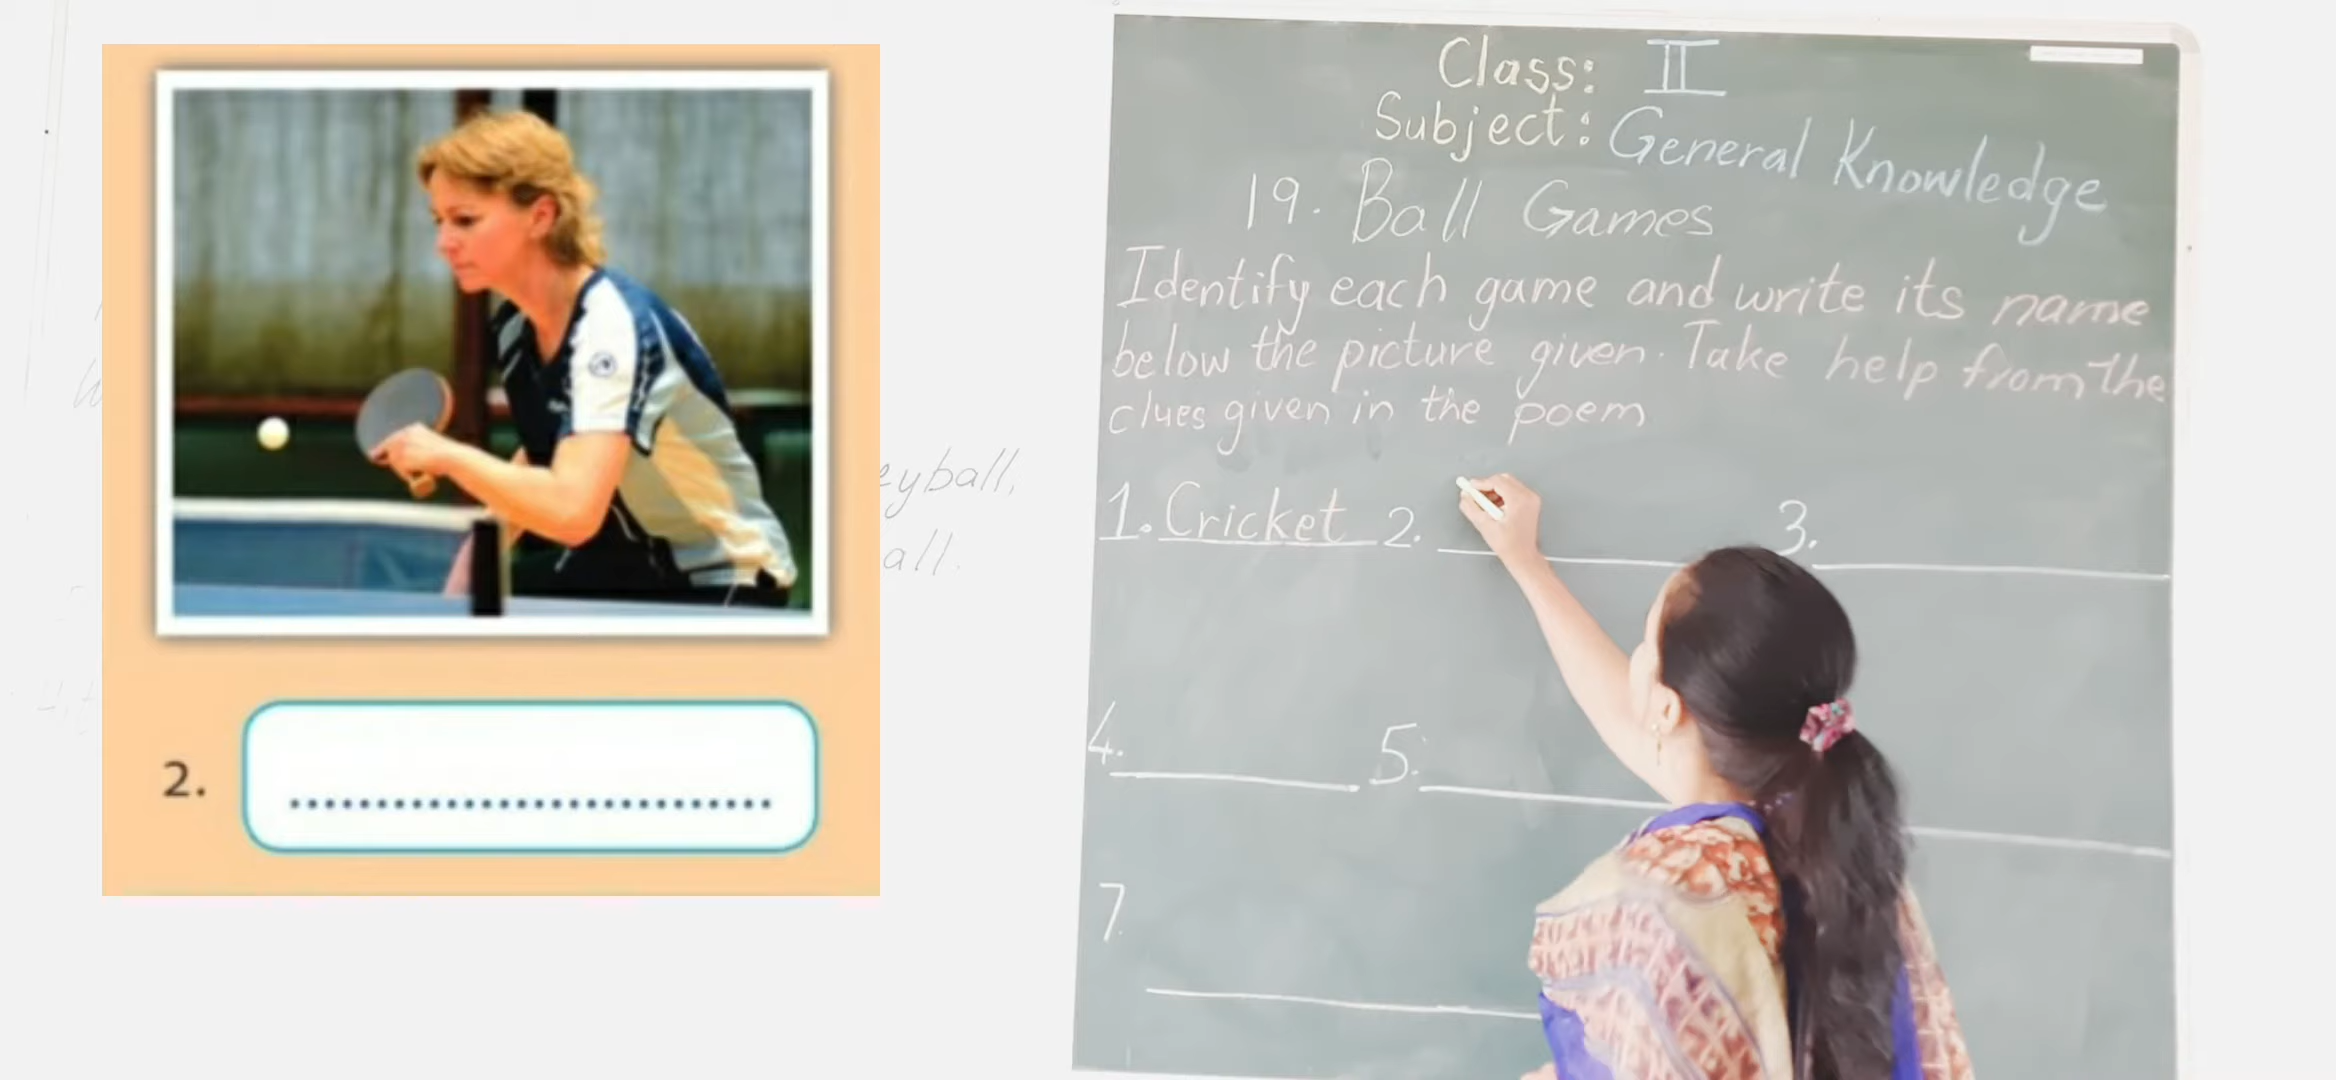 eyball,
all.
2.
Class: II
Subject: General Knowledge
19. Ball Games
Identify each game and write its name
below the picture given. Take help from the
clues given in the poem
1. Cricket 2. 3.
4. 5.
7.